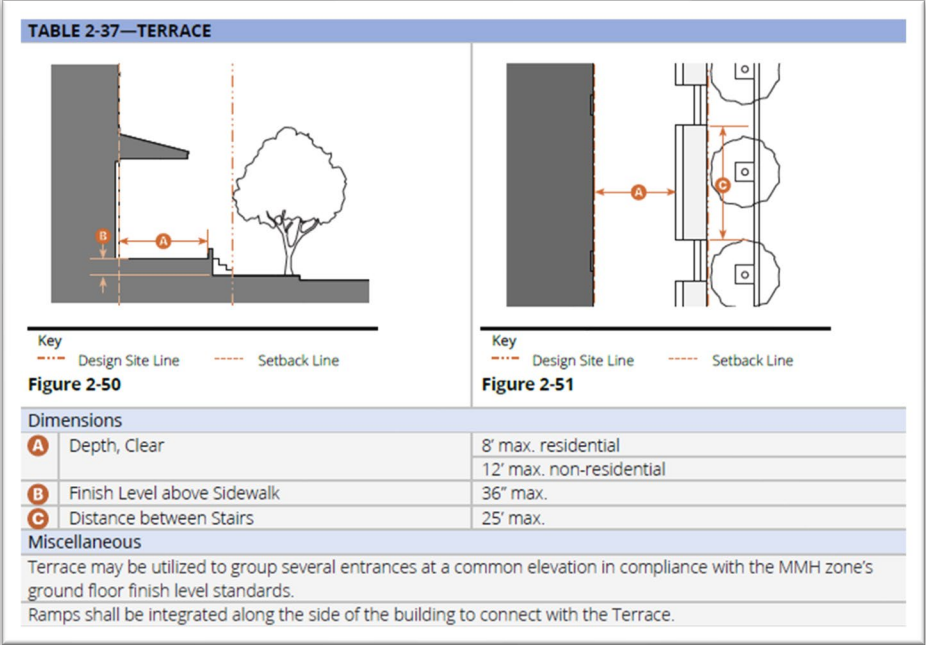 TABLE 2-37—TERRACE
B
A
A
C
Key
Design Site Line
Setback Line
Figure 2-50
Key
Design Site Line
Setback Line
Figure 2-51
Dimensions
A Depth, Clear 8’ max. residential
12’ max. non-residential
B Finish Level above Sidewalk 36” max.
C Distance between Stairs 25’ max.
Miscellaneous
Terrace may be utilized to group several entrances at a common elevation in compliance with the MMH zone’s
ground floor finish level standards.
Ramps shall be integrated along the side of the building to connect with the Terrace.